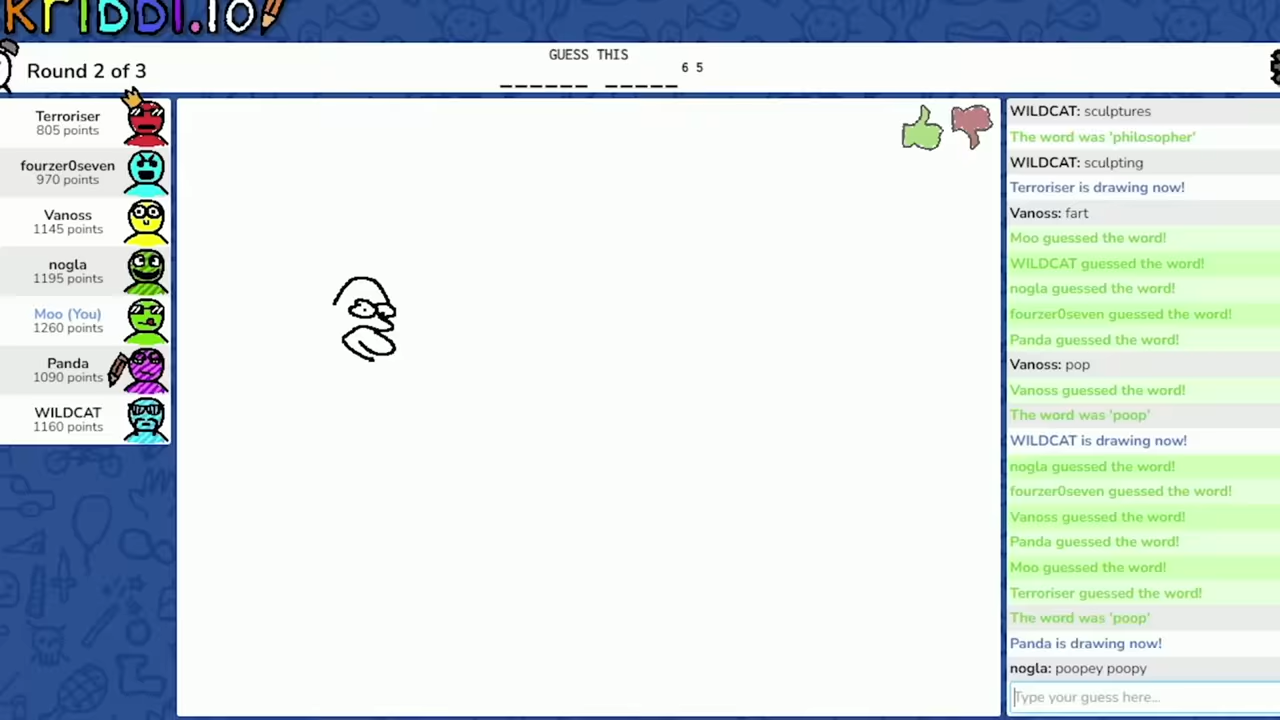 kribbl.io
GUESS THIS
______ _____ 6 5
Round 2 of 3
Terroriser
805 points
fourzer0seven
970 points
Vanoss
1145 points
nogla
1195 points
Moo (You)
1260 points
Panda
1090 points
WILDCAT
1160 points
WILDCAT: sculptures
The word was 'philosopher'
WILDCAT: sculpting
Terroriser is drawing now!
Vanoss: fart
Moo guessed the word!
WILDCAT guessed the word!
nogla guessed the word!
fourzer0seven guessed the word!
Panda guessed the word!
Vanoss: pop
Vanoss guessed the word!
The word was 'poop'
WILDCAT is drawing now!
nogla guessed the word!
fourzer0seven guessed the word!
Vanoss guessed the word!
Panda guessed the word!
Moo guessed the word!
Terroriser guessed the word!
The word was 'poop'
Panda is drawing now!
nogla: poopey poopy
Type your guess here...